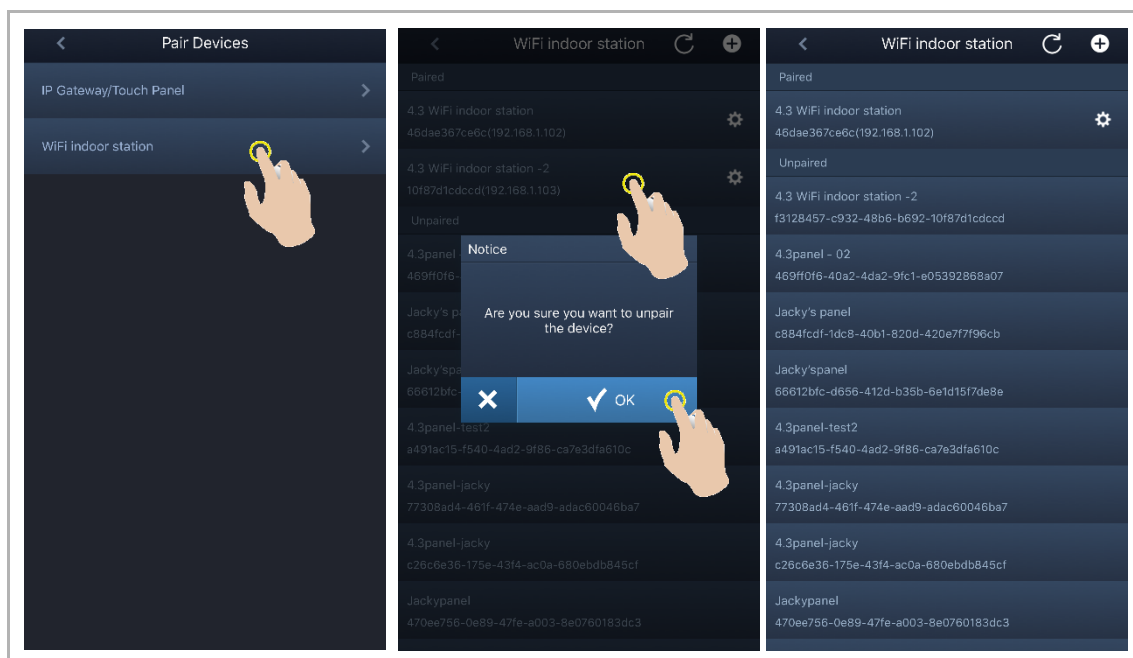 Pair Devices
IP Gateway/Touch Panel
WiFi indoor station
WiFi indoor station
Paired
4.3 WiFi indoor station
46dae367ce6c(192.168.1.102)
4.3 WiFi indoor station -2
10f87d1cdccd(192.168.1.103)
Unpaired
4.3panel
469ff0f6-
Jacky's p
c884fcdf-
Jacky'spa
66612bfc-
Notice
Are you sure you want to unpair
the device?
OK
4.3panel-test2
a491ac15-f540-4ad2-9f86-ca7e3dfa610c
4.3panel-jacky
77308ad4-461f-474e-aad9-adac60046ba7
4.3panel-jacky
c26c6e36-175e-43f4-ac0a-680ebdb845cf
Jackypanel
470ee756-0e89-47fe-a003-8e0760183dc3
WiFi indoor station
Paired
4.3 WiFi indoor station
46dae367ce6c(192.168.1.102)
Unpaired
4.3 WiFi indoor station -2
f3128457-c932-48b6-b692-10f87d1cdccd
4.3panel - 02
469ff0f6-40a2-4da2-9fc1-e05392868a07
Jacky's panel
c884fcdf-1dc8-40b1-820d-420e7f7f96cb
Jacky'spanel
66612bfc-d656-412d-b35b-6e1d15f7de8e
4.3panel-test2
a491ac15-f540-4ad2-9f86-ca7e3dfa610c
4.3panel-jacky
77308ad4-461f-474e-aad9-adac60046ba7
4.3panel-jacky
c26c6e36-175e-43f4-ac0a-680ebdb845cf
Jackypanel
470ee756-0e89-47fe-a003-8e0760183dc3